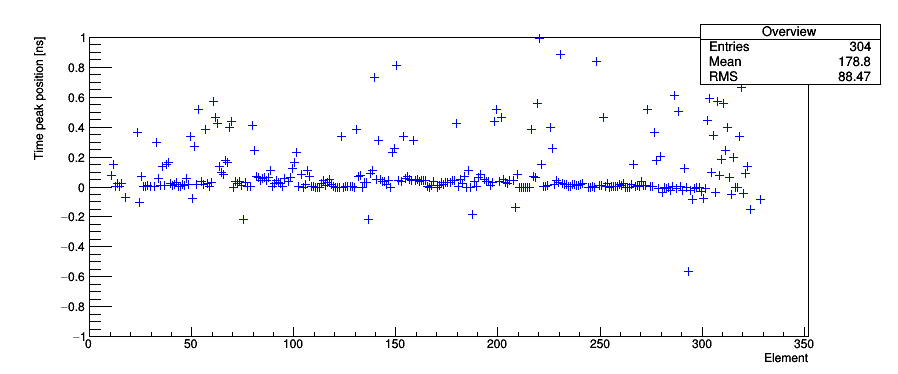 Overview
Entries 304
Mean 178.8
RMS 88.47
Time peak position [ns]
1
0.8
0.6
0.4
0.2
0
−0.2
−0.4
−0.6
−0.8
−1
0 50 100 150 200 250 300 350
Element